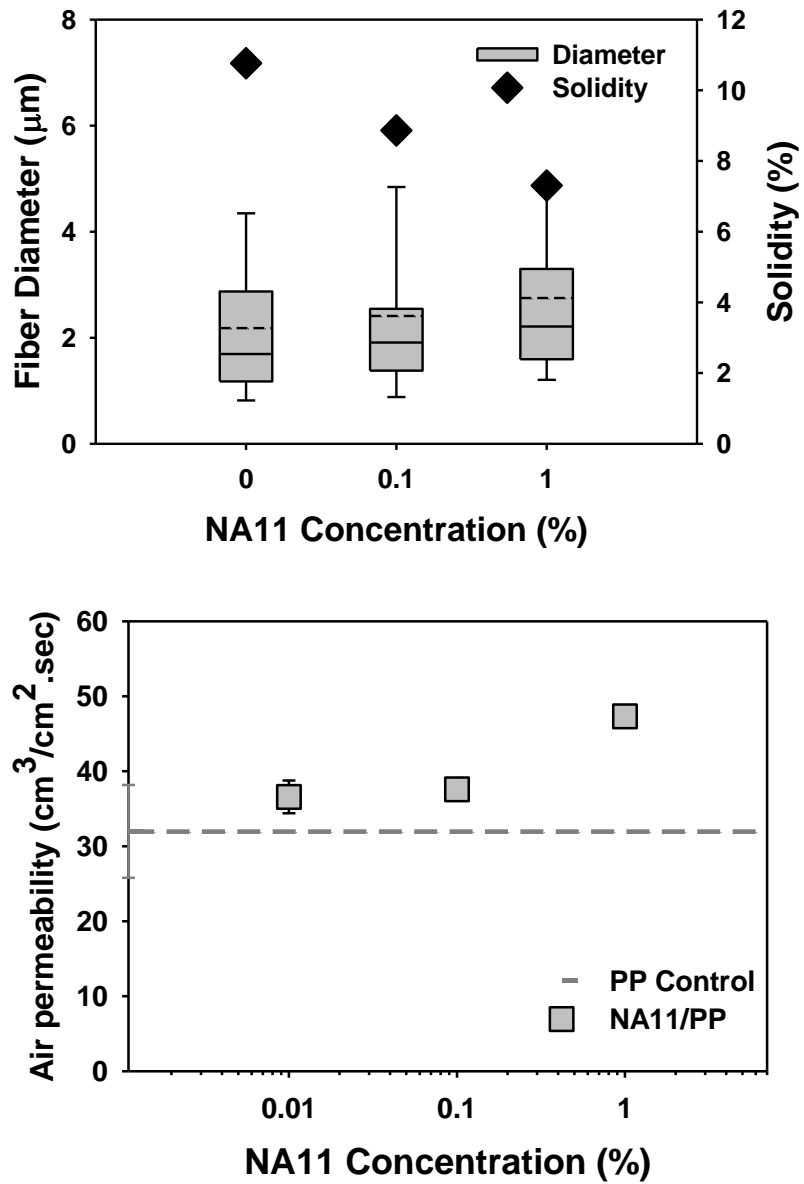 8
6
4
2
0
Fiber Diameter (μm)
Diameter
Solidity
12
10
8
6
4
2
0
Solidity (%)
0 0.1 1
NA11 Concentration (%)
60
50
40
30
20
10
0
Air permeability (cm³/cm².sec)
PP Control
NA11/PP
0.01 0.1 1
NA11 Concentration (%)